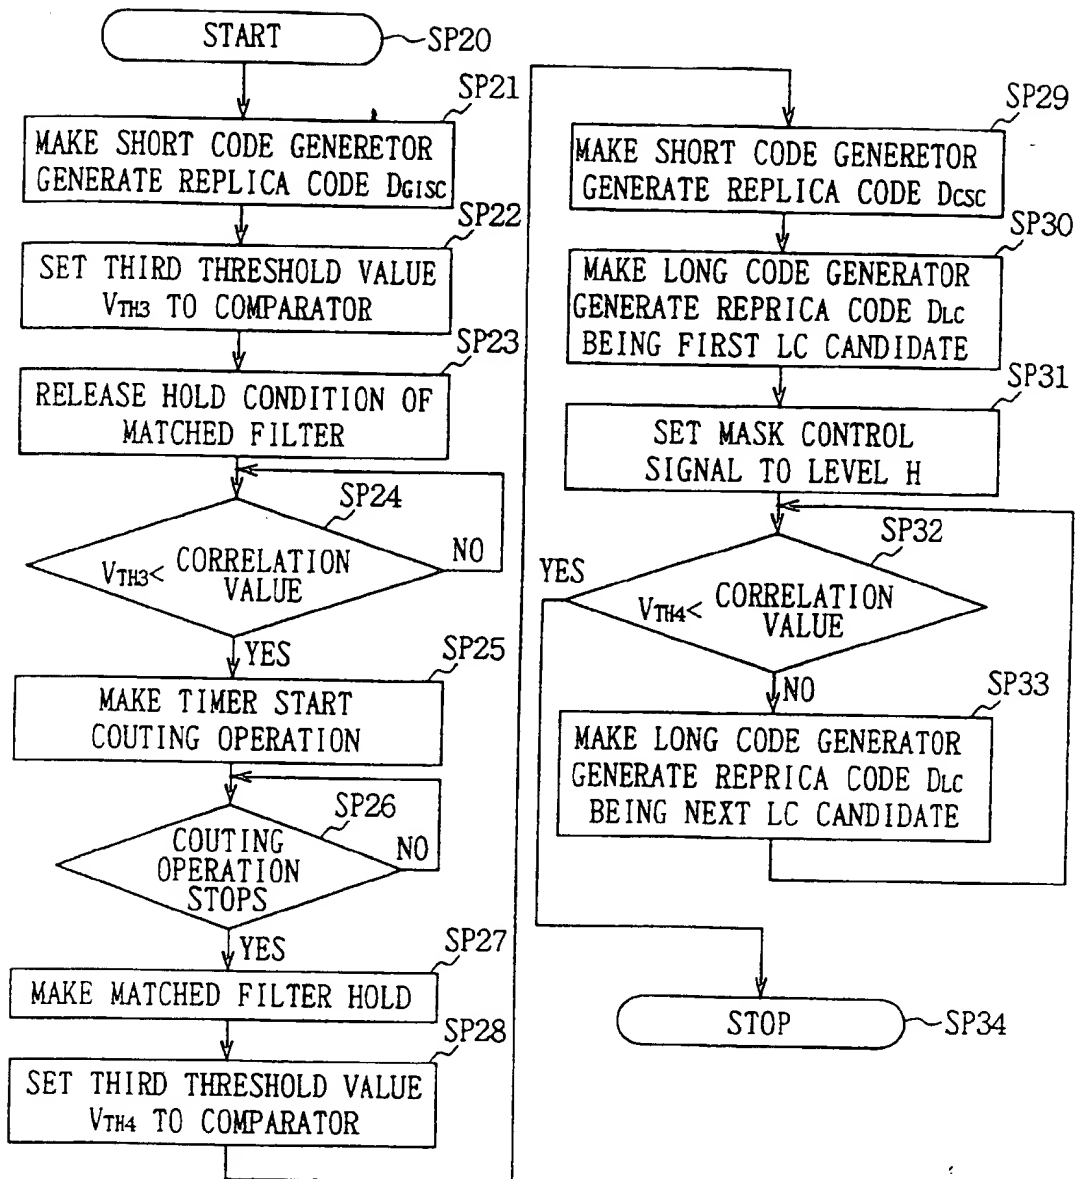 START
SP20
SP21
MAKE SHORT CODE GENERETOR
GENERATE REPLICA CODE DGISC
SP22
SET THIRD THRESHOLD VALUE
VTH3 TO COMPARATOR
SP23
RELEASE HOLD CONDITION OF
MATCHED FILTER
SP24
VTH3< CORRELATION
VALUE
NO
YES
SP25
MAKE TIMER START
COUTING OPERATION
SP26
COUTING
OPERATION
STOPS
NO
YES
SP27
MAKE MATCHED FILTER HOLD
SP28
SET THIRD THRESHOLD VALUE
VTH4 TO COMPARATOR
SP29
MAKE SHORT CODE GENERETOR
GENERATE REPLICA CODE DCSC
SP30
MAKE LONG CODE GENERATOR
GENERATE REPRICA CODE DLC
BEING FIRST LC CANDIDATE
SP31
SET MASK CONTROL
SIGNAL TO LEVEL H
SP32
YES
VTH4< CORRELATION
VALUE
NO
SP33
MAKE LONG CODE GENERATOR
GENERATE REPRICA CODE DLC
BEING NEXT LC CANDIDATE
STOP
SP34